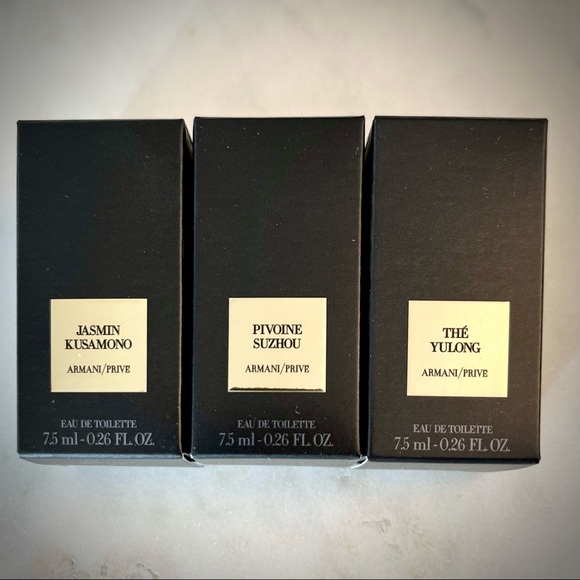 JASMIN
KUSAMONO
ARMANI/PRIVE
EAU DE TOILETTE
7.5 ml - 0.26 FL. OZ.
PIVOINE
SUZHOU
ARMANI/PRIVE
EAU DE TOILETTE
7.5 ml - 0.26 FL. OZ.
THÉ
YULONG
ARMANI/PRIVE
EAU DE TOILETTE
7.5 ml - 0.26 FL. OZ.